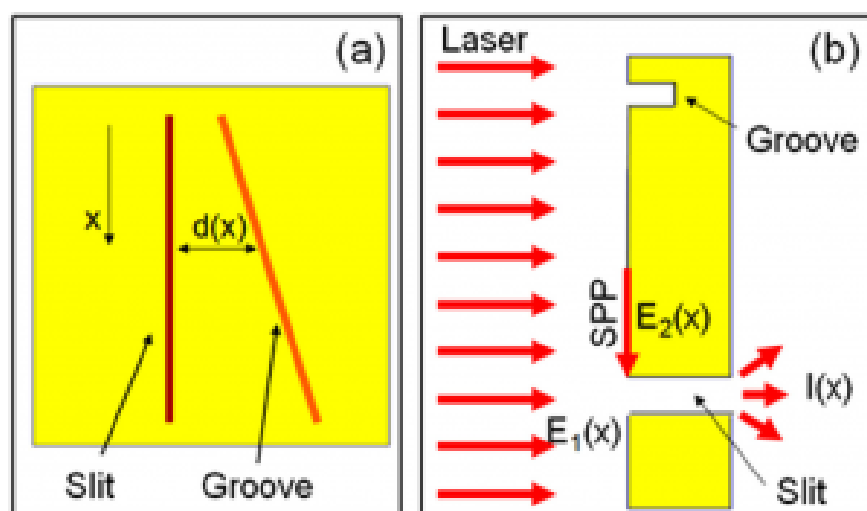 (a)
x
d(x)
Slit
Groove
Laser
(b)
Groove
SPP
E₂(x)
I(x)
E₁(x)
Slit